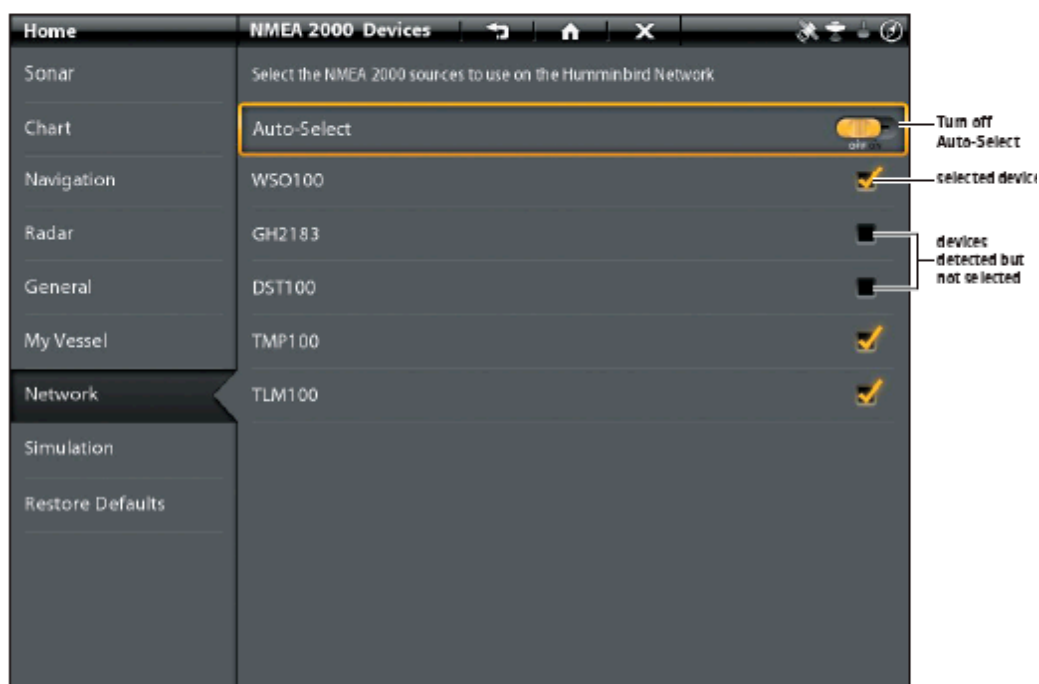 Home
NMEA 2000 Devices
Sonar
Select the NMEA 2000 sources to use on the Humminbird Network
Chart
Auto-Select
OFF ON
Turn off
Auto-Select
Navigation
WSO100
selected device
Radar
GH2183
devices
detected but
not selected
General
DST100
My Vessel
TMP100
Network
TLM100
Simulation
Restore Defaults